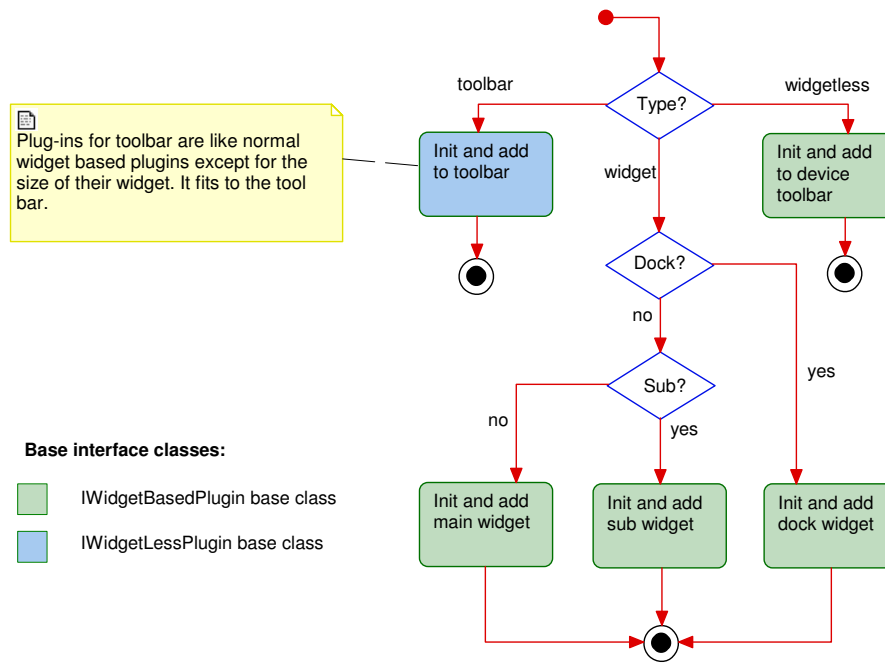 toolbar
Type?
widgetless
Plug-ins for toolbar are like normal
widget based plugins except for the
size of their widget. It fits to the tool
bar.
Init and add
to toolbar
widget
Init and add
to device
toolbar
Dock?
no
Sub?
yes
no
yes
Base interface classes:
IWidgetBasedPlugin base class
IWidgetLessPlugin base class
Init and add
main widget
Init and add
sub widget
Init and add
dock widget